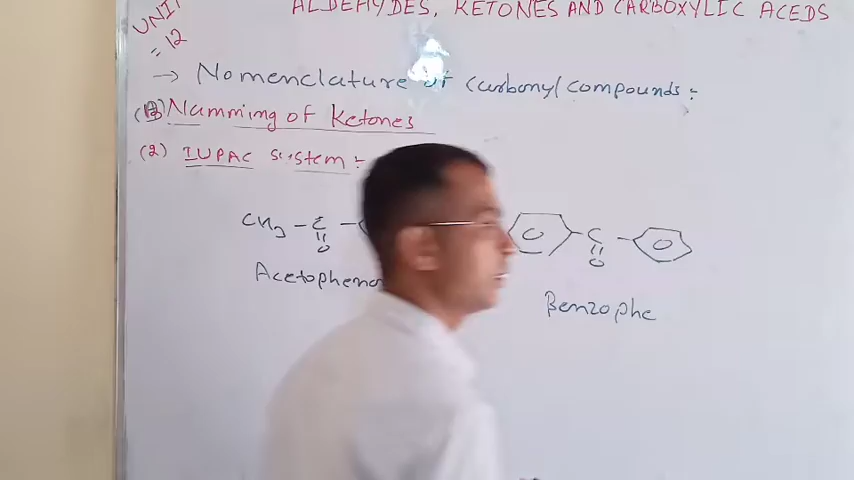 ALDEHYDES, KETONES AND CARBOXYLIC ACEDS
UNIT
= 12
→ Nomenclature of carbonyl compounds:
(B) Namming of Ketones
(2) IUPAC system:
CH3 – C –
O
C
O
Benzophe